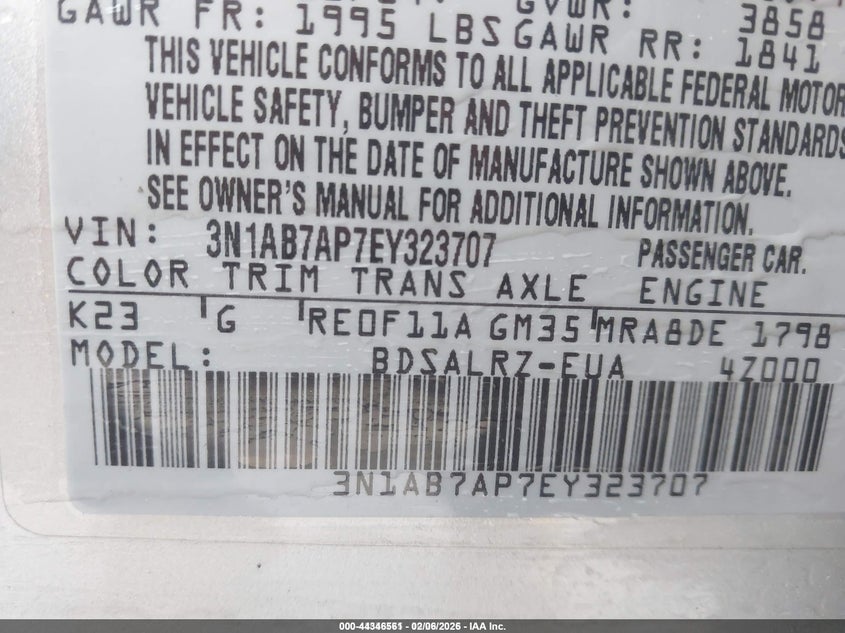 GVWR: 3858
GAWR FR: 1995 LBS GAWR RR: 1841
THIS VEHICLE CONFORMS TO ALL APPLICABLE FEDERAL MOTOR
VEHICLE SAFETY, BUMPER AND THEFT PREVENTION STANDARDS
IN EFFECT ON THE DATE OF MANUFACTURE SHOWN ABOVE.
SEE OWNER'S MANUAL FOR ADDITIONAL INFORMATION.
VIN: 3N1AB7AP7EY323707 PASSENGER CAR.
COLOR TRIM TRANS AXLE ENGINE
K23 G RE0F11A GM35 MRA8DE 1798
MODEL: BDSALRZ-EUA 4Z000
3N1AB7AP7EY323707
000-44346561 - 02/06/2026 - IAA Inc.